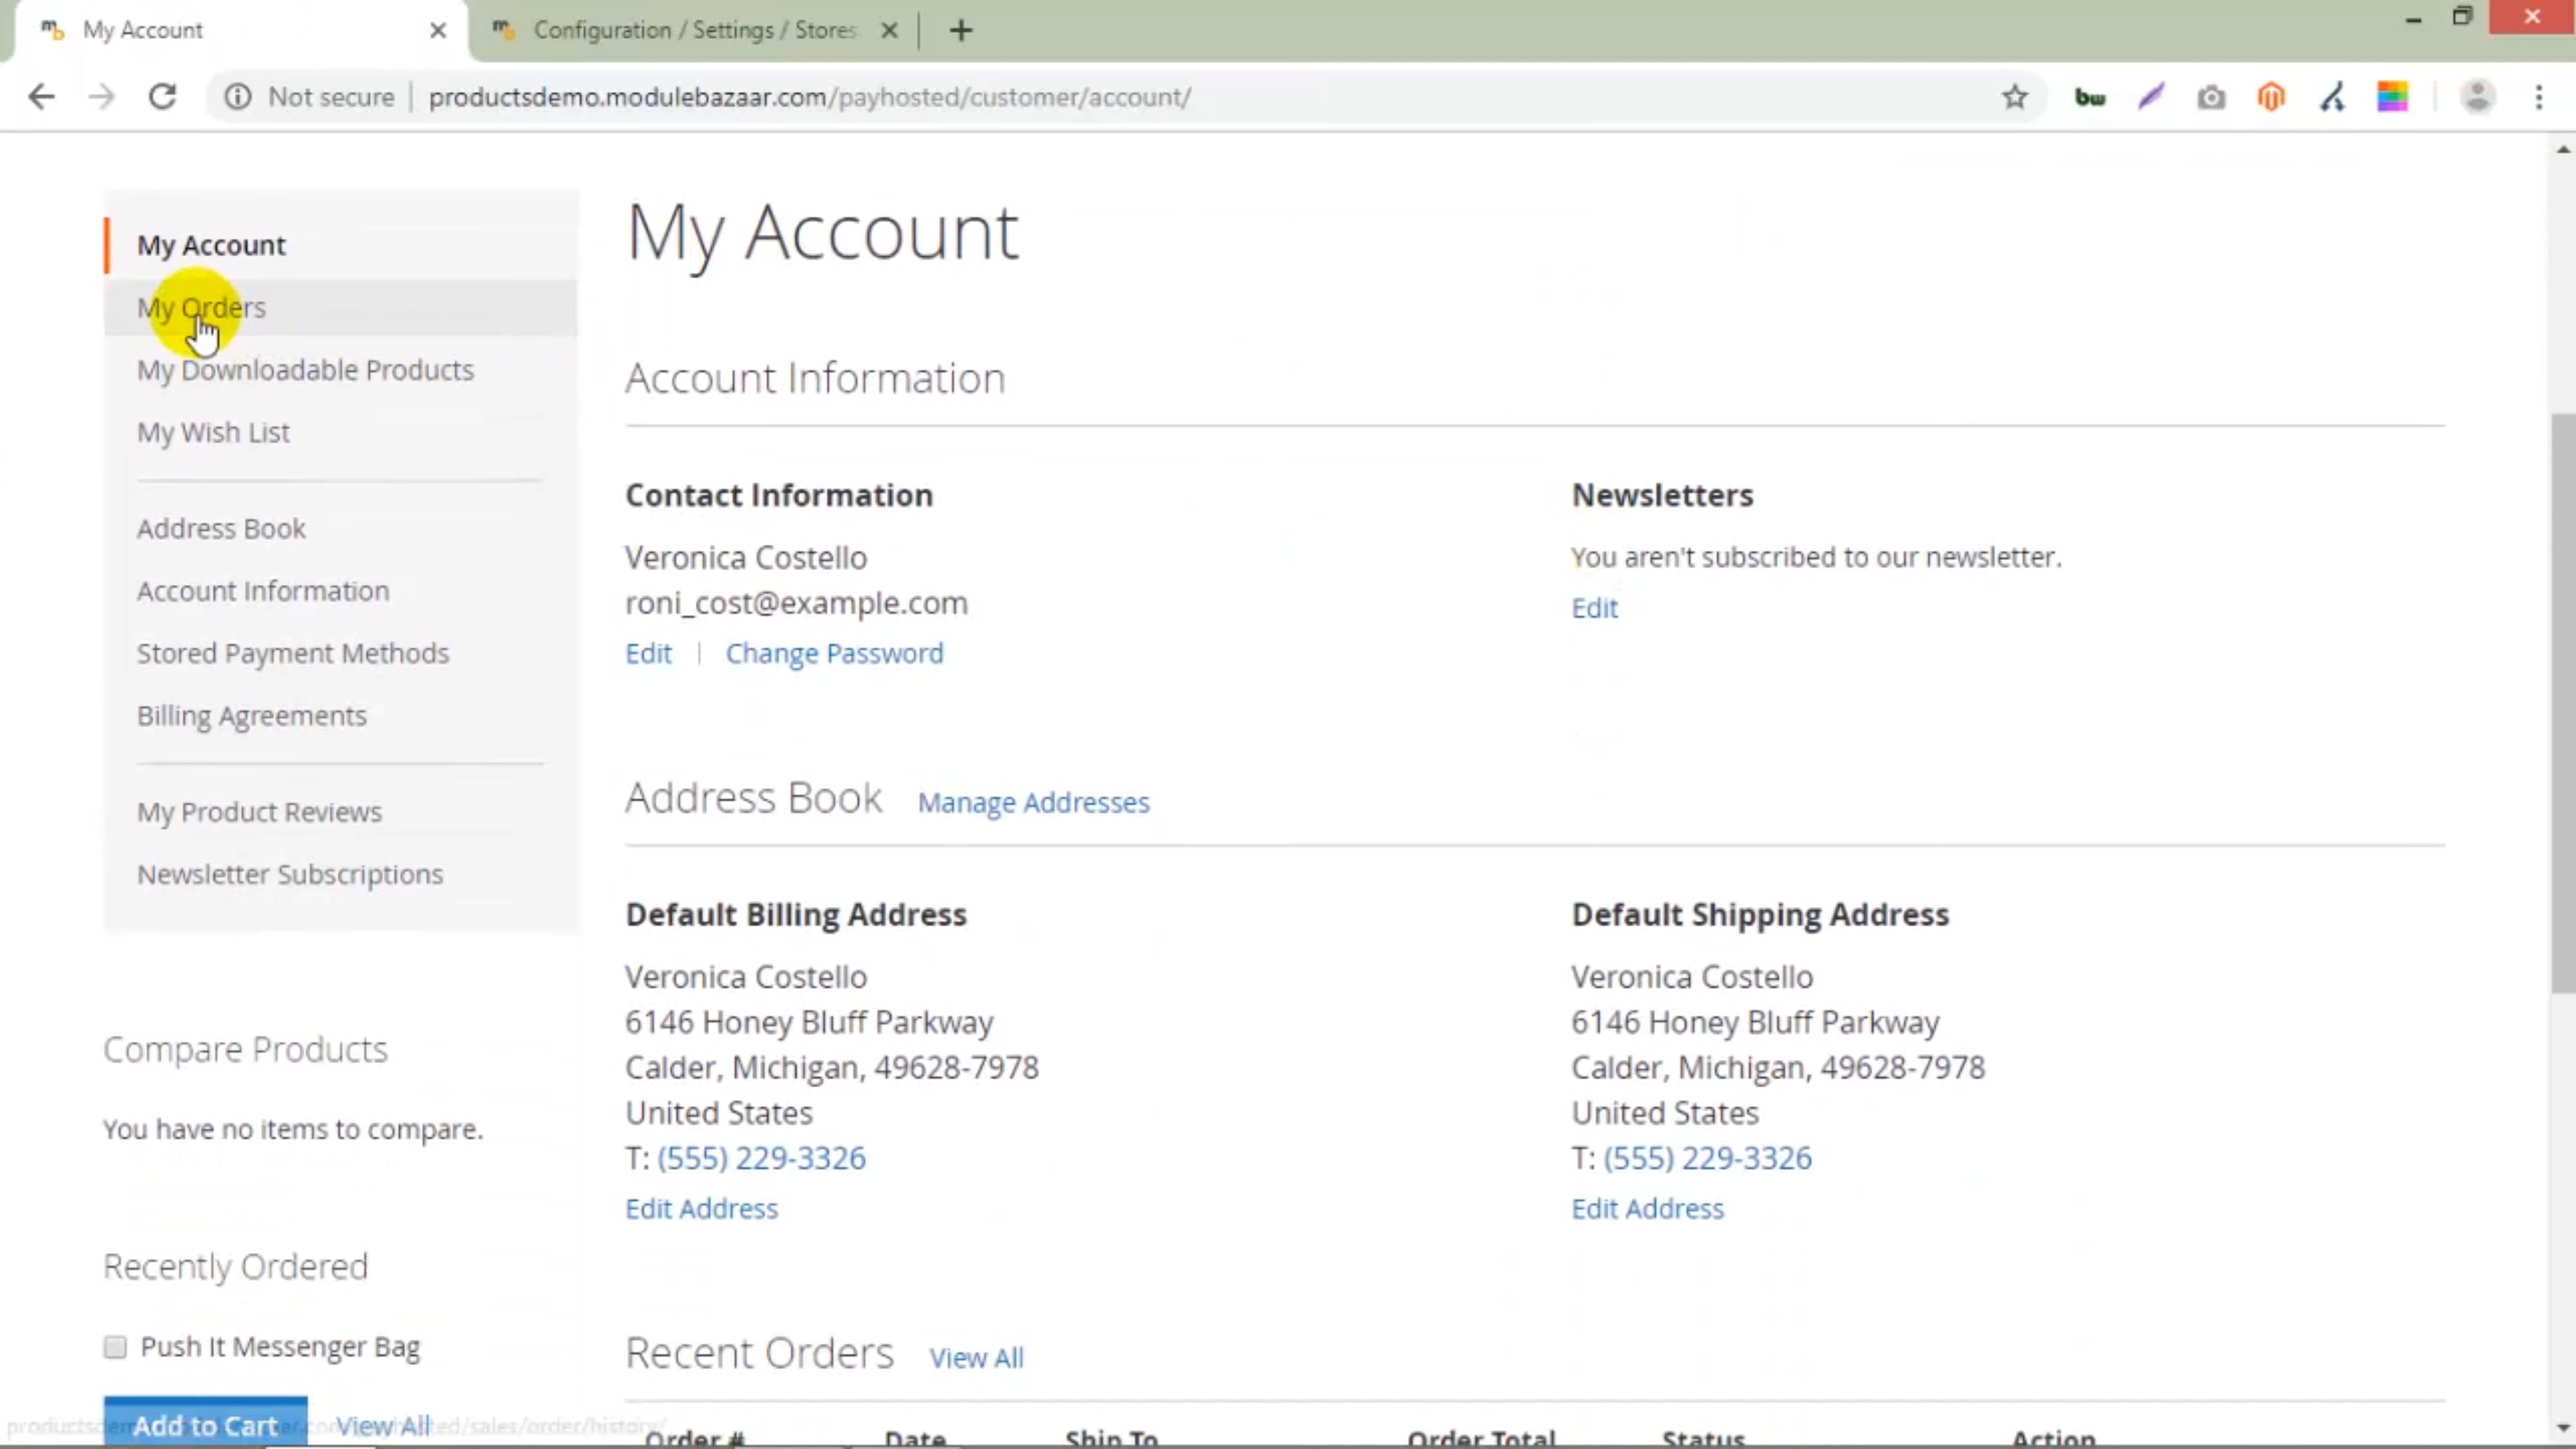 My Account
Configuration / Settings / Stores
Not secure
productsdemo.modulebazaar.com/payhosted/customer/account/
bw
My Account
My Orders
My Downloadable Products
My Wish List
Address Book
Account Information
Stored Payment Methods
Billing Agreements
My Product Reviews
Newsletter Subscriptions
Compare Products
You have no items to compare.
Recently Ordered
Push It Messenger Bag
Add to Cart
View All
My Account
Account Information
Contact Information
Veronica Costello
roni_cost@example.com
Edit | Change Password
Newsletters
You aren't subscribed to our newsletter.
Edit
Address Book Manage Addresses
Default Billing Address
Veronica Costello
6146 Honey Bluff Parkway
Calder, Michigan, 49628-7978
United States
T: (555) 229-3326
Edit Address
Default Shipping Address
Veronica Costello
6146 Honey Bluff Parkway
Calder, Michigan, 49628-7978
United States
T: (555) 229-3326
Edit Address
Recent Orders View All
Order # Date Ship To Order Total Status Action